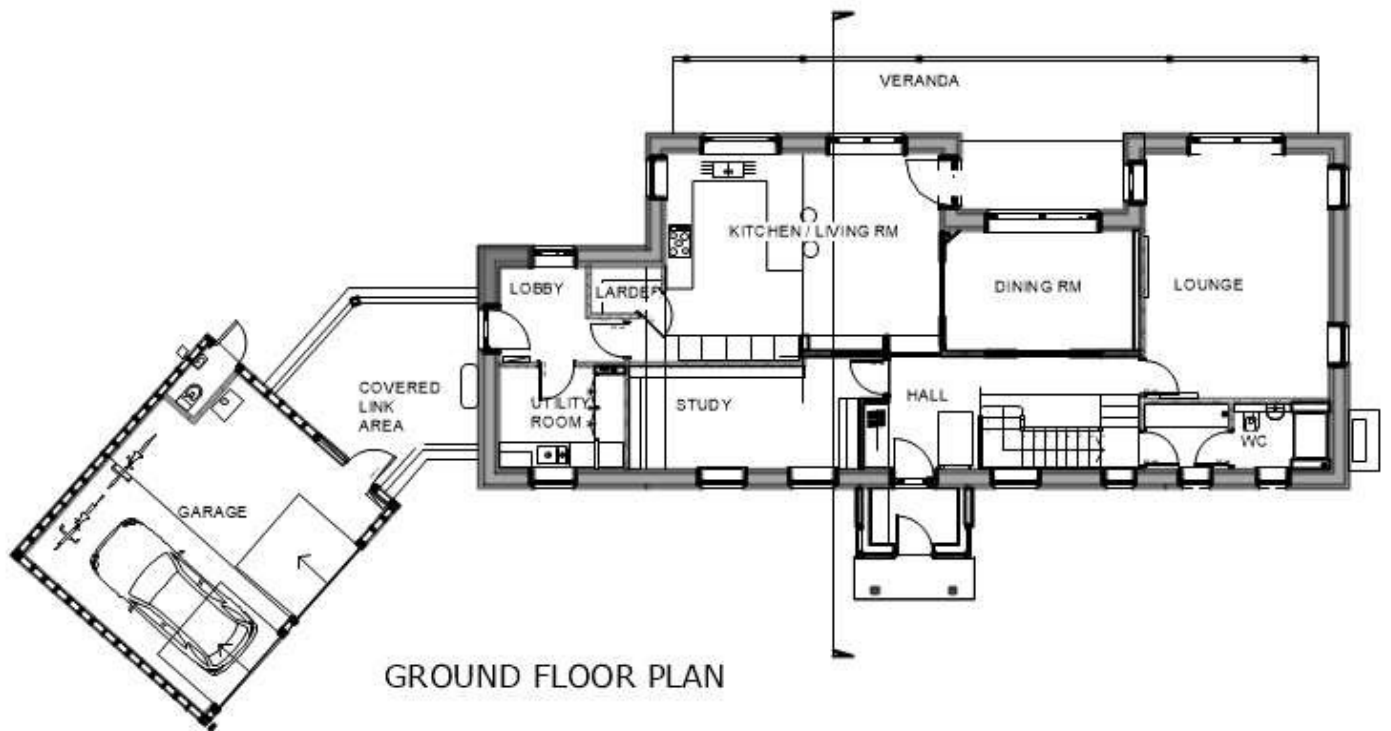 VERANDA
KITCHEN / LIVING RM
LOBBY
LARDER
DINING RM
LOUNGE
COVERED
LINK
AREA
UTILITY
ROOM
STUDY
HALL
WC
GARAGE
GROUND FLOOR PLAN